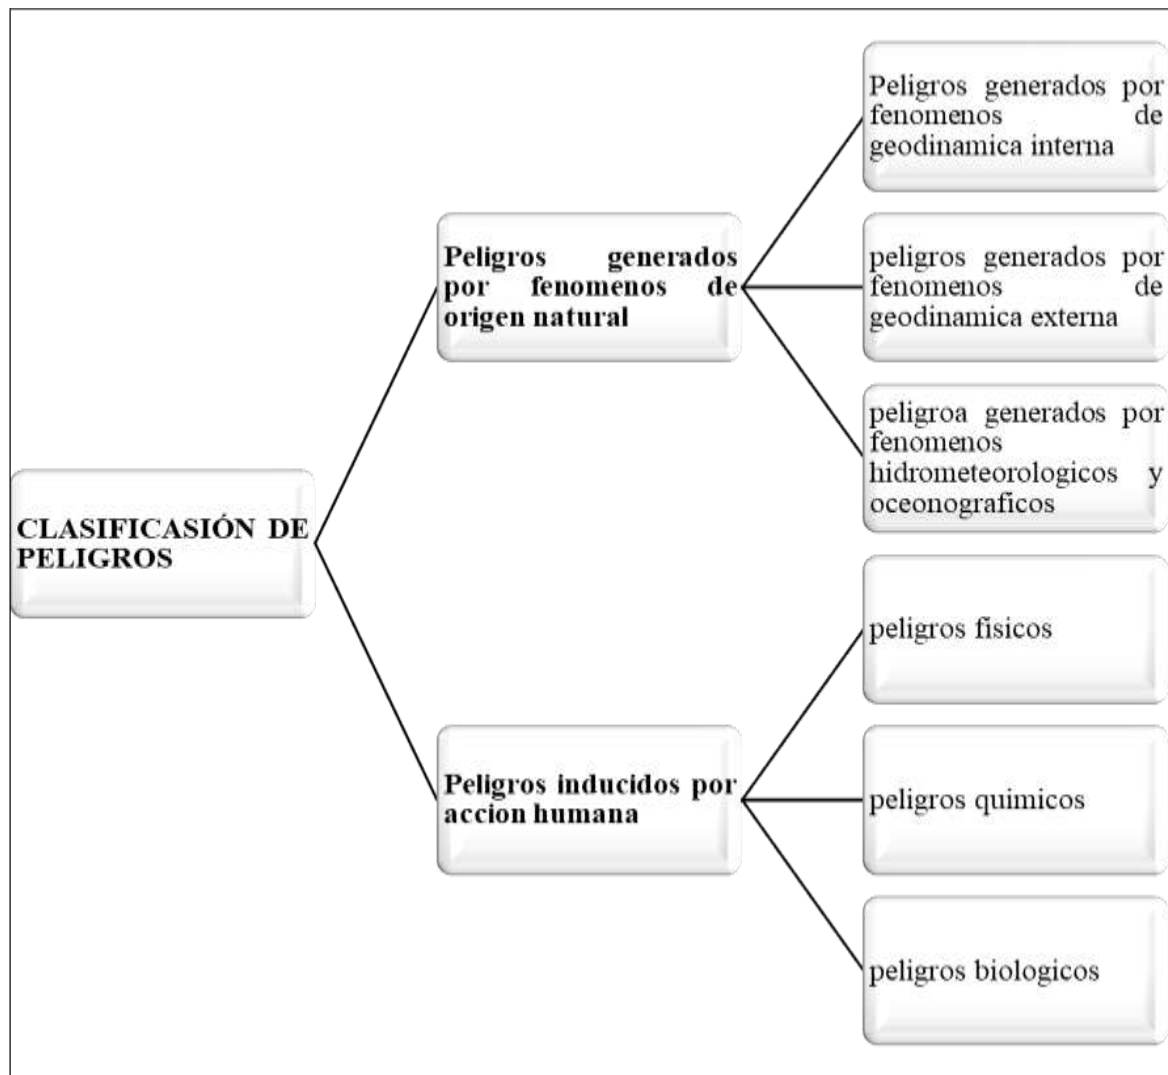 Peligros generados por
fenomenos de
geodinamica interna
Peligros generados
por fenomenos de
origen natural
peligros generados por
fenomenos de
geodinamica externa
peligroa generados por
fenomenos
hidrometeorologicos y
oceonograficos
CLASIFICASIÓN DE
PELIGROS
peligros fisicos
Peligros inducidos por
accion humana
peligros quimicos
peligros biologicos